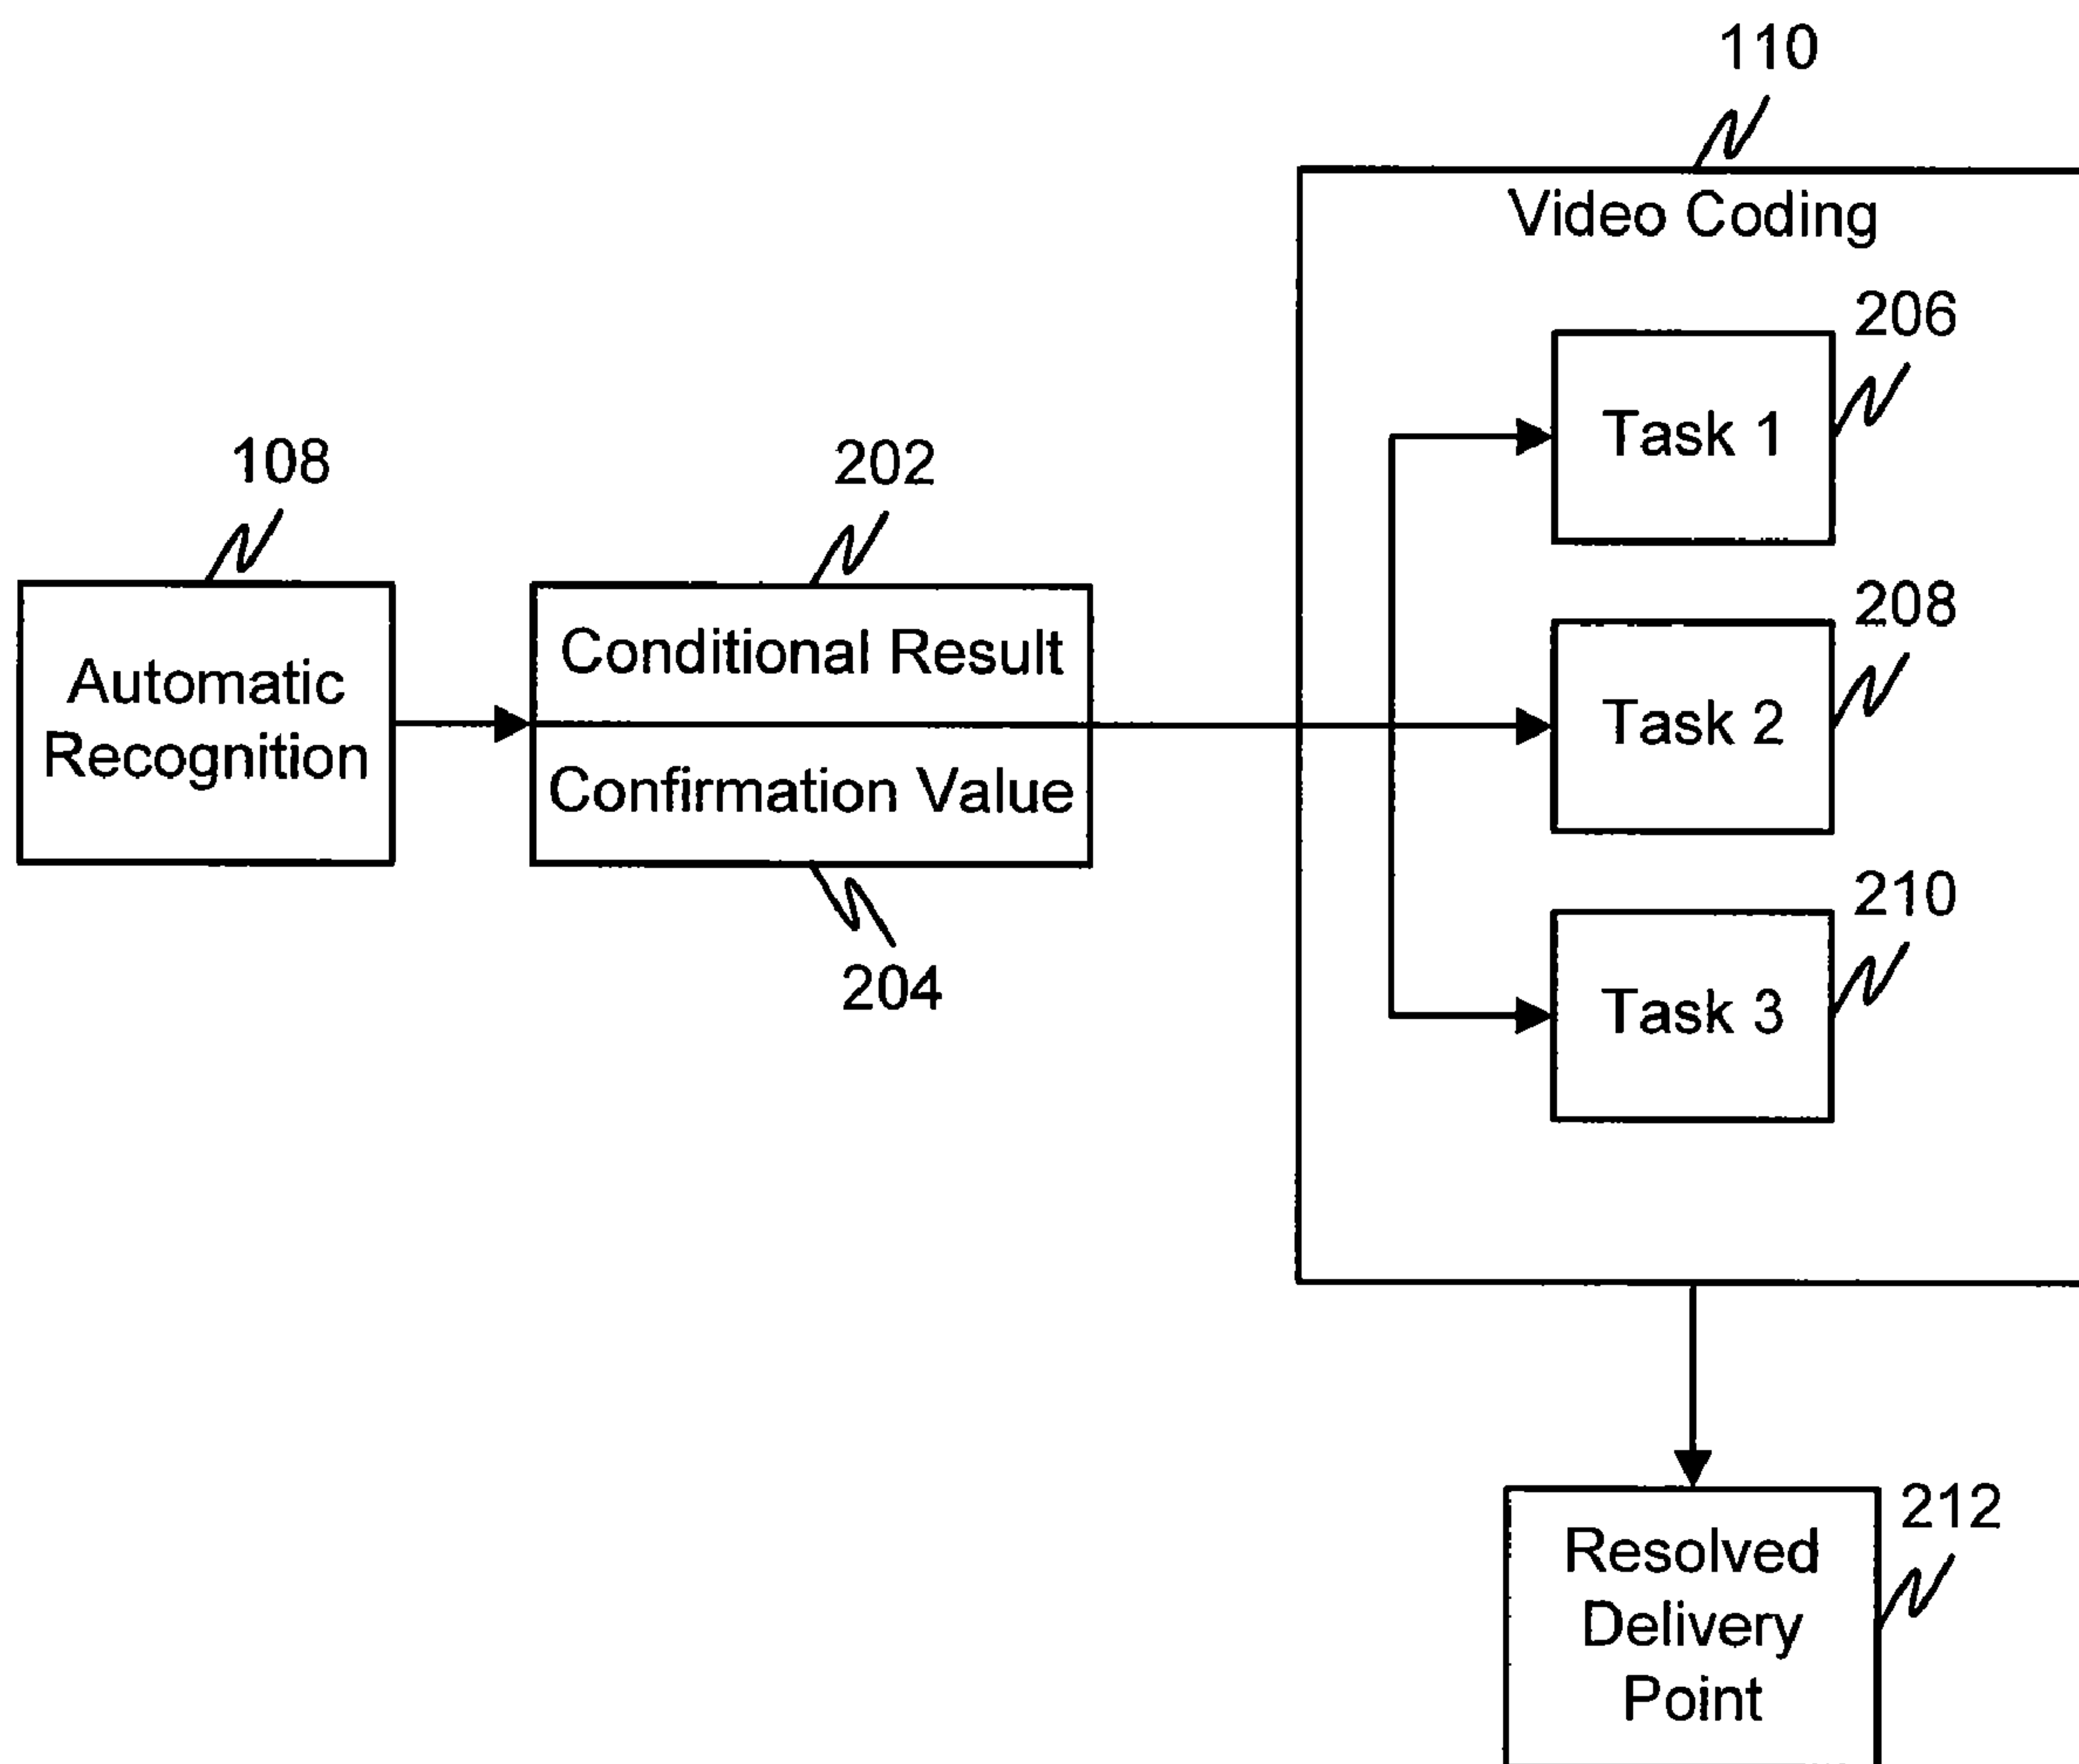 110
Video Coding
206
Task 1
108
202
208
Automatic
Recognition
Conditional Result
Confirmation Value
Task 2
204
210
Task 3
212
Resolved
Delivery
Point